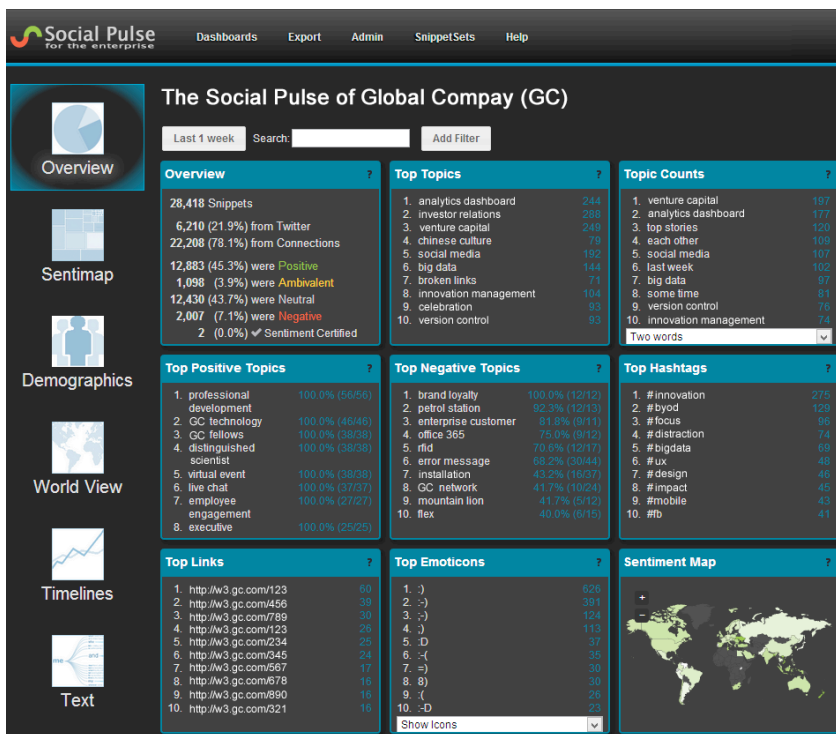 Social Pulse
for the enterprise
Dashboards Export Admin SnippetSets Help
Overview
Sentimap
Demographics
World View
Timelines
Text
The Social Pulse of Global Compay (GC)
Last 1 week Search: Add Filter
Overview ?
28,418 Snippets
6,210 (21.9%) from Twitter
22,208 (78.1%) from Connections
12,883 (45.3%) were Positive
1,098 (3.9%) were Ambivalent
12,430 (43.7%) were Neutral
2,007 (7.1%) were Negative
2 (0.0%) ✔ Sentiment Certified
Top Topics ?
1. analytics dashboard 244
2. investor relations 288
3. venture capital 249
4. chinese culture 79
5. social media 192
6. big data 144
7. broken links 71
8. innovation management 104
9. celebration 93
10. version control 93
Topic Counts ?
1. venture capital 197
2. analytics dashboard 177
3. top stories 120
4. each other 109
5. social media 107
6. last week 102
7. big data 97
8. some time 81
9. version control 76
10. innovation management 74
Two words
Top Positive Topics ?
1. professional 100.0% (56/56)
development
2. GC technology 100.0% (46/46)
3. GC fellows 100.0% (38/38)
4. distinguished 100.0% (38/38)
scientist
5. virtual event 100.0% (38/38)
6. live chat 100.0% (37/37)
7. employee 100.0% (27/27)
engagement
8. executive 100.0% (25/25)
Top Negative Topics ?
1. brand loyalty 100.0% (12/12)
2. petrol station 92.3% (12/13)
3. enterprise customer 81.8% (9/11)
4. office 365 75.0% (9/12)
5. rfid 70.6% (12/17)
6. error message 68.2% (30/44)
7. installation 43.2% (16/37)
8. GC network 41.7% (10/24)
9. mountain lion 41.7% (5/12)
10. flex 40.0% (6/15)
Top Hashtags ?
1. #innovation 275
2. #byod 129
3. #focus 96
4. #distraction 74
5. #bigdata 69
6. #ux 48
7. #design 46
8. #impact 45
9. #mobile 43
10. #fb 41
Top Links ?
1. http://w3.gc.com/123 60
2. http://w3.gc.com/456 39
3. http://w3.gc.com/789 30
4. http://w3.gc.com/123 26
5. http://w3.gc.com/234 25
6. http://w3.gc.com/345 24
7. http://w3.gc.com/567 17
8. http://w3.gc.com/678 16
9. http://w3.gc.com/890 16
10. http://w3.gc.com/321 16
Top Emoticons ?
1. :) 626
2. :-) 391
3. ;-) 124
4. ;) 113
5. :D 37
6. :-( 35
7. =) 30
8. 8) 30
9. :( 26
10. :-D 23
Show Icons
Sentiment Map ?
+
−